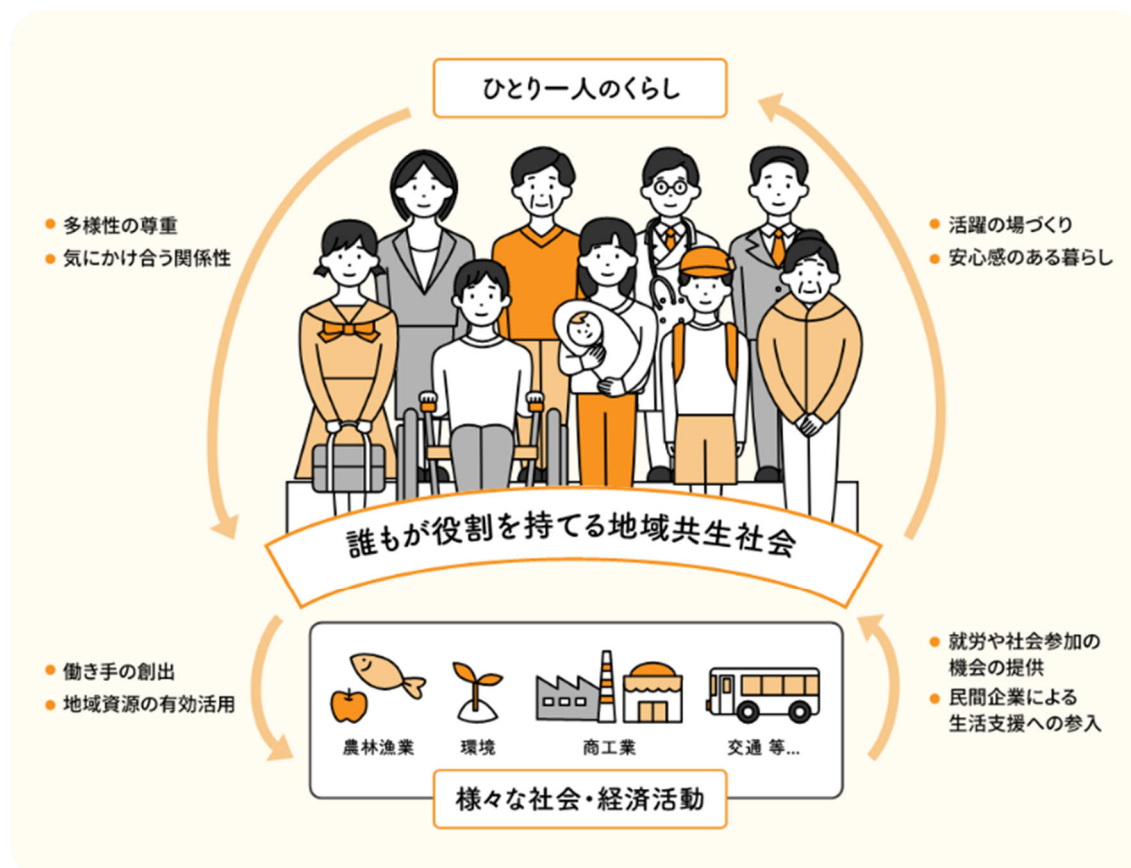 ひとり一人のくらし
多様性の尊重
気にかけ合う関係性
活躍の場づくり
安心感のある暮らし
誰もが役割を持てる地域共生社会
働き手の創出
地域資源の有効活用
就労や社会参加の
機会の提供
民間企業による
生活支援への参入
農林漁業
環境
商工業
交通 等...
様々な社会・経済活動